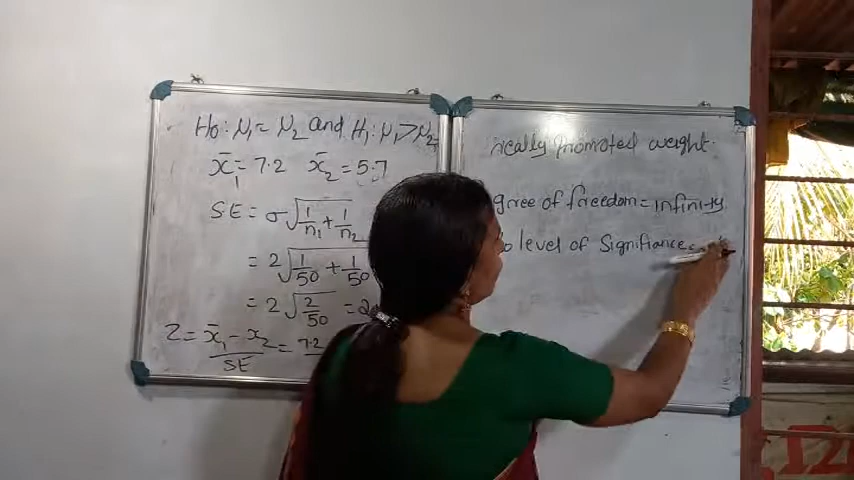 H₀: μ₁ = μ₂ and H₁: μ₁ > μ₂
x̄₁ = 7.2 x̄₂ = 5.7
SE = σ√(1/n₁ + 1/n₂)
= 2√(1/50 + 1/50)
= 2√(2/50) = 2
Z = (x̄₁ - x₂)/SE = 7.2
ically promoted weight.
gree of freedom = infinity
level of Signifiance